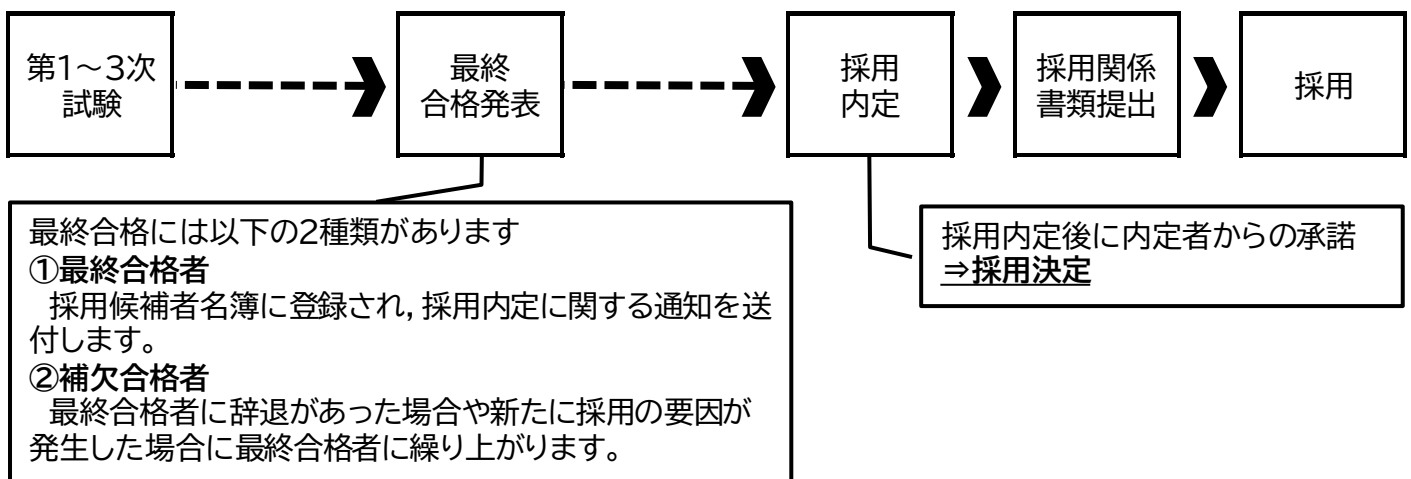 第1～3次
試験
最終
合格発表
採用
内定
採用関係
書類提出
採用
最終合格には以下の2種類があります
①最終合格者
採用候補者名簿に登録され，採用内定に関する通知を送
付します。
②補欠合格者
最終合格者に辞退があった場合や新たに採用の要因が
発生した場合に最終合格者に繰り上がります。
採用内定後に内定者からの承諾
⇒採用決定